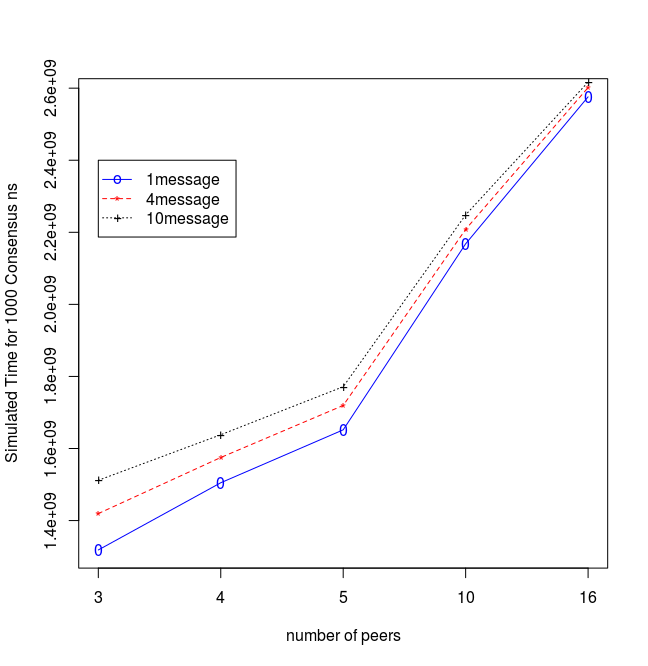 Simulated Time for 1000 Consensus ns
2.6e+09
2.4e+09
2.2e+09
2.0e+09
1.8e+09
1.6e+09
1.4e+09
1message
4message
10message
3 4 5 10 16
number of peers